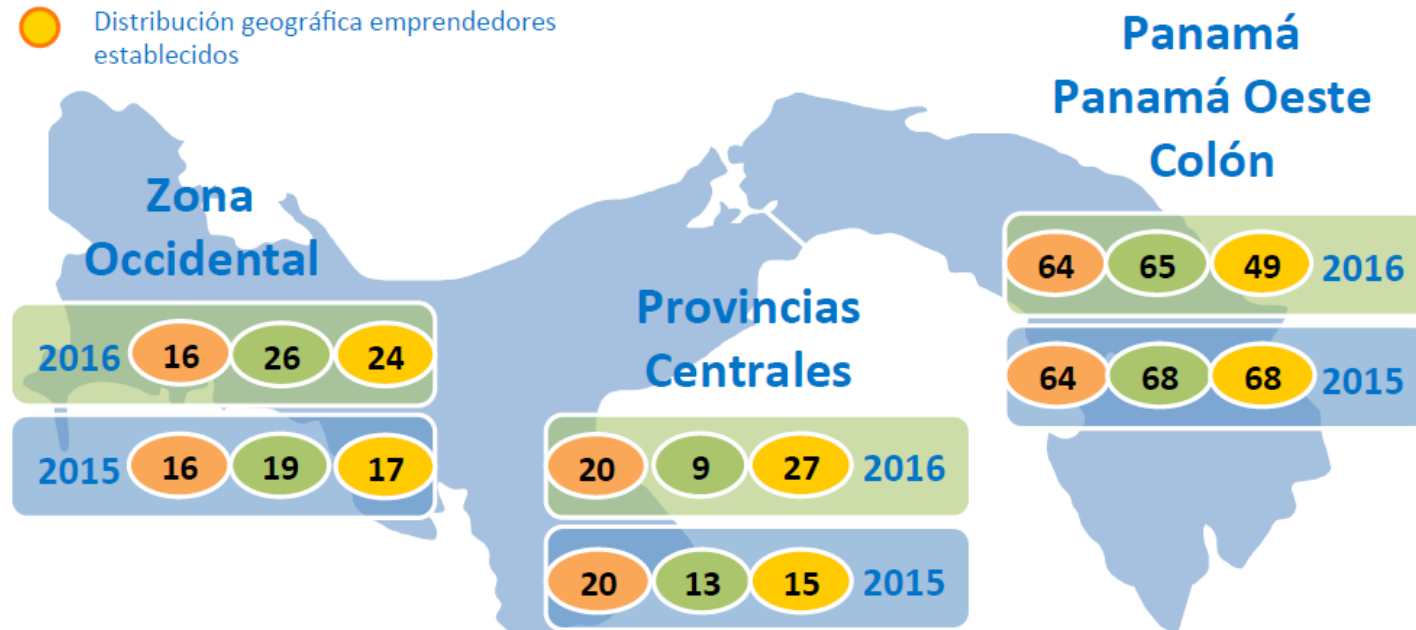 Distribución geográfica emprendedores
establecidos
Panamá
Panamá Oeste
Colón
64 65 49 2016
64 68 68 2015
Zona
Occidental
2016 16 26 24
2015 16 19 17
Provincias
Centrales
20 9 27 2016
20 13 15 2015